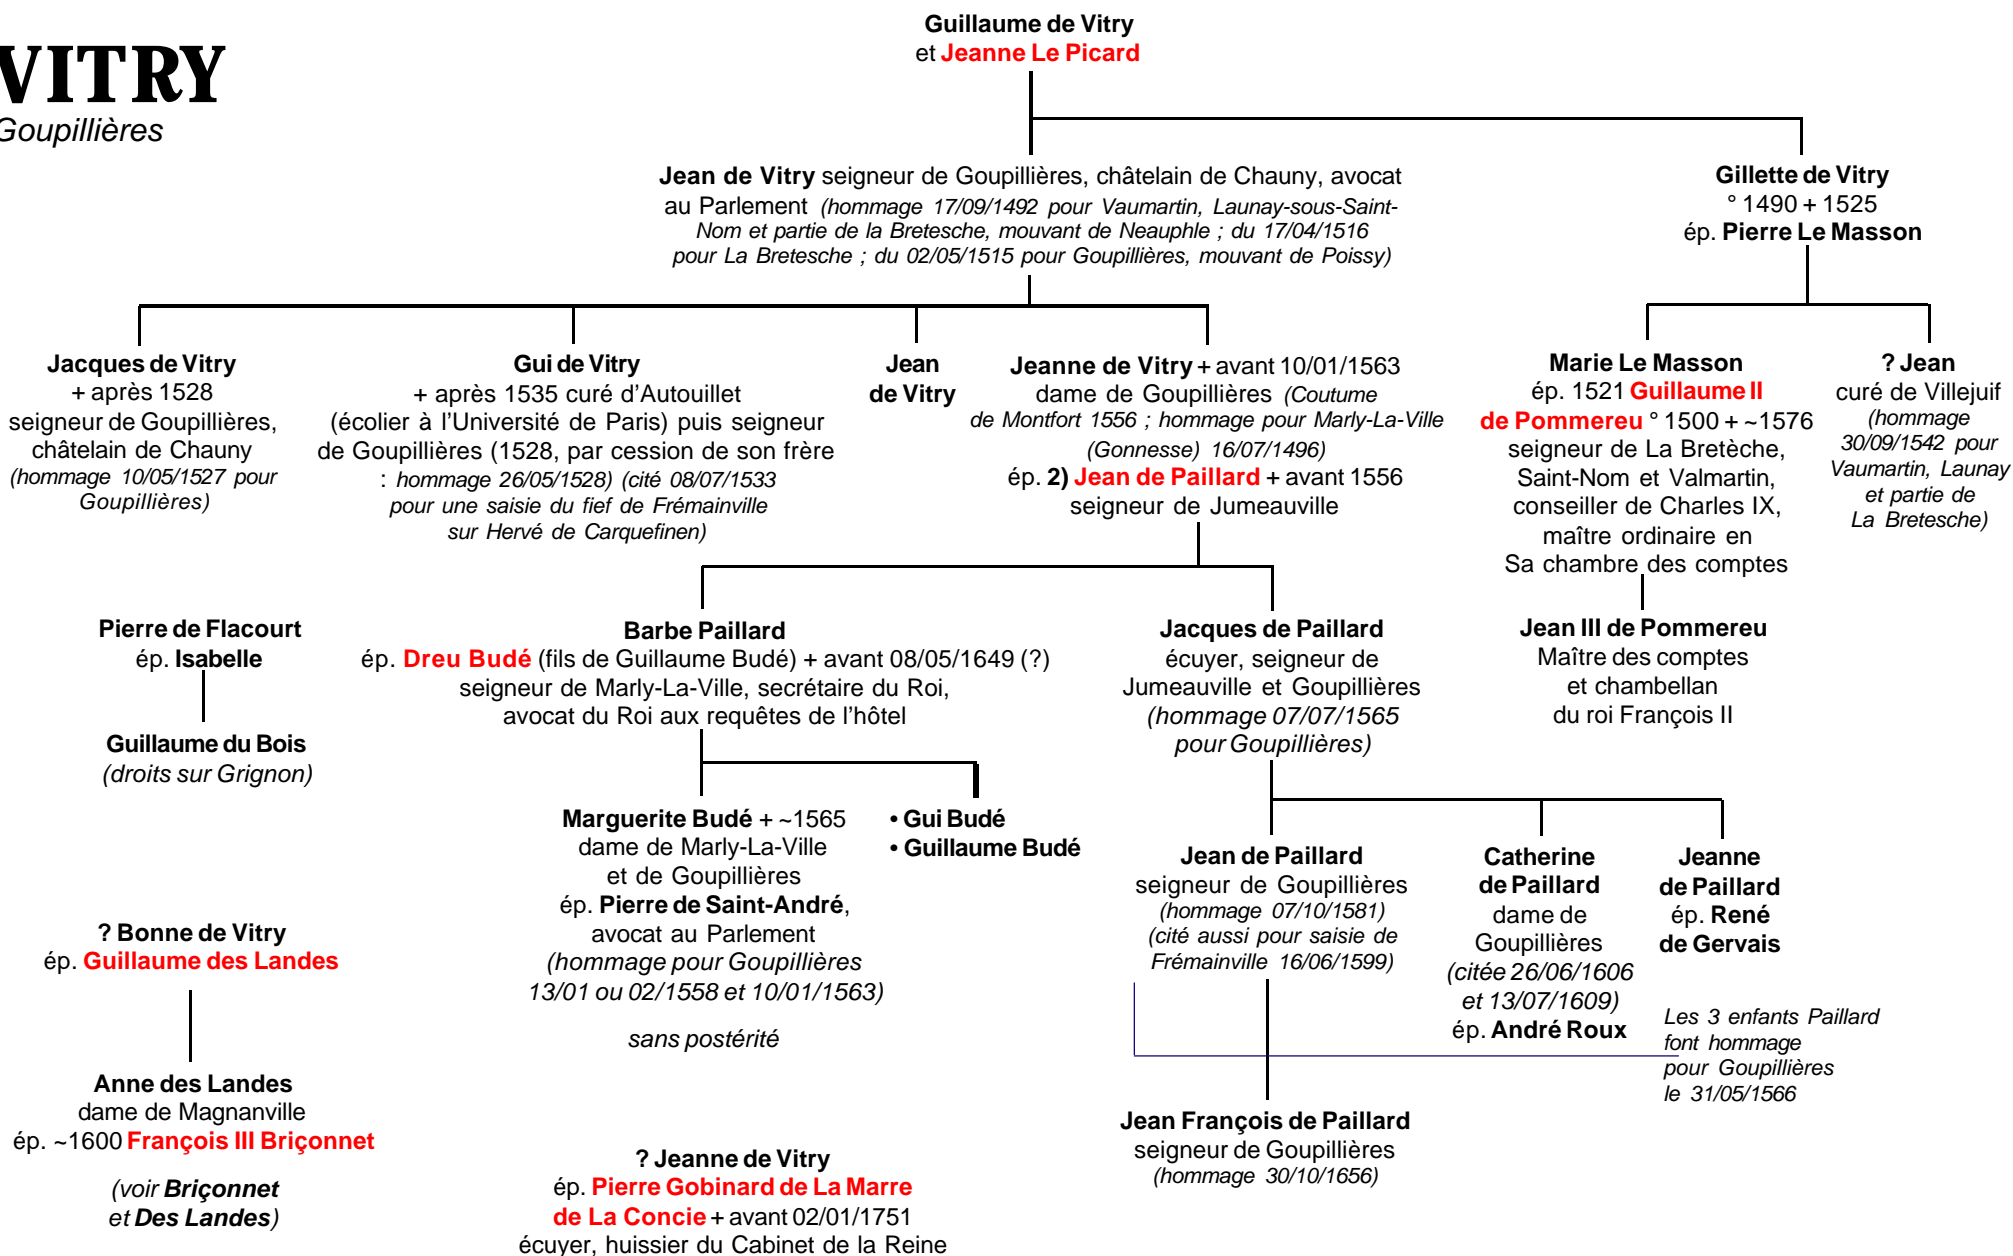 VITRY
Goupillières
Guillaume de Vitry
et Jeanne Le Picard
Jean de Vitry seigneur de Goupillières, châtelain de Chauny, avocat
au Parlement (hommage 17/09/1492 pour Vaumartin, Launay-sous-Saint-
Nom et partie de la Bretesche, mouvant de Neauphle ; du 17/04/1516
pour La Bretesche ; du 02/05/1515 pour Goupillières, mouvant de Poissy)
Gillette de Vitry
° 1490 + 1525
ép. Pierre Le Masson
Jacques de Vitry
+ après 1528
seigneur de Goupillières,
châtelain de Chauny
(hommage 10/05/1527 pour
Goupillières)
Gui de Vitry
+ après 1535 curé d'Autouillet
(écolier à l'Université de Paris) puis seigneur
de Goupillières (1528, par cession de son frère
: hommage 26/05/1528) (cité 08/07/1533
pour une saisie du fief de Frémainville
sur Hervé de Carquefinen)
Jean
de Vitry
Jeanne de Vitry + avant 10/01/1563
dame de Goupillières (Coutume
de Montfort 1556 ; hommage pour Marly-La-Ville
(Gonnesse) 16/07/1496)
ép. 2) Jean de Paillard + avant 1556
seigneur de Jumeauville
Marie Le Masson
ép. 1521 Guillaume II
de Pommereu ° 1500 + ~1576
seigneur de La Bretèche,
Saint-Nom et Valmartin,
conseiller de Charles IX,
maître ordinaire en
Sa chambre des comptes
? Jean
curé de Villejuif
(hommage
30/09/1542 pour
Vaumartin, Launay
et partie de
La Bretesche)
Pierre de Flacourt
ép. Isabelle
Guillaume du Bois
(droits sur Grignon)
Barbe Paillard
ép. Dreu Budé (fils de Guillaume Budé) + avant 08/05/1649 (?)
seigneur de Marly-La-Ville, secrétaire du Roi,
avocat du Roi aux requêtes de l'hôtel
Jacques de Paillard
écuyer, seigneur de
Jumeauville et Goupillières
(hommage 07/07/1565
pour Goupillières)
Jean III de Pommereu
Maître des comptes
et chambellan
du roi François II
Marguerite Budé + ~1565
dame de Marly-La-Ville
et de Goupillières
ép. Pierre de Saint-André,
avocat au Parlement
(hommage pour Goupillières
13/01 ou 02/1558 et 10/01/1563)
sans postérité
• Gui Budé
• Guillaume Budé
Jean de Paillard
seigneur de Goupillières
(hommage 07/10/1581)
(cité aussi pour saisie de
Frémainville 16/06/1599)
Catherine
de Paillard
dame de
Goupillières
(citée 26/06/1606
et 13/07/1609)
ép. André Roux
Jeanne
de Paillard
ép. René
de Gervais
Les 3 enfants Paillard
font hommage
pour Goupillières
le 31/05/1566
? Bonne de Vitry
ép. Guillaume des Landes
Anne des Landes
dame de Magnanville
ép. ~1600 François III Briçonnet
(voir Briçonnet
et Des Landes)
Jean François de Paillard
seigneur de Goupillières
(hommage 30/10/1656)
? Jeanne de Vitry
ép. Pierre Gobinard de La Marre
de La Concie + avant 02/01/1751
écuyer, huissier du Cabinet de la Reine